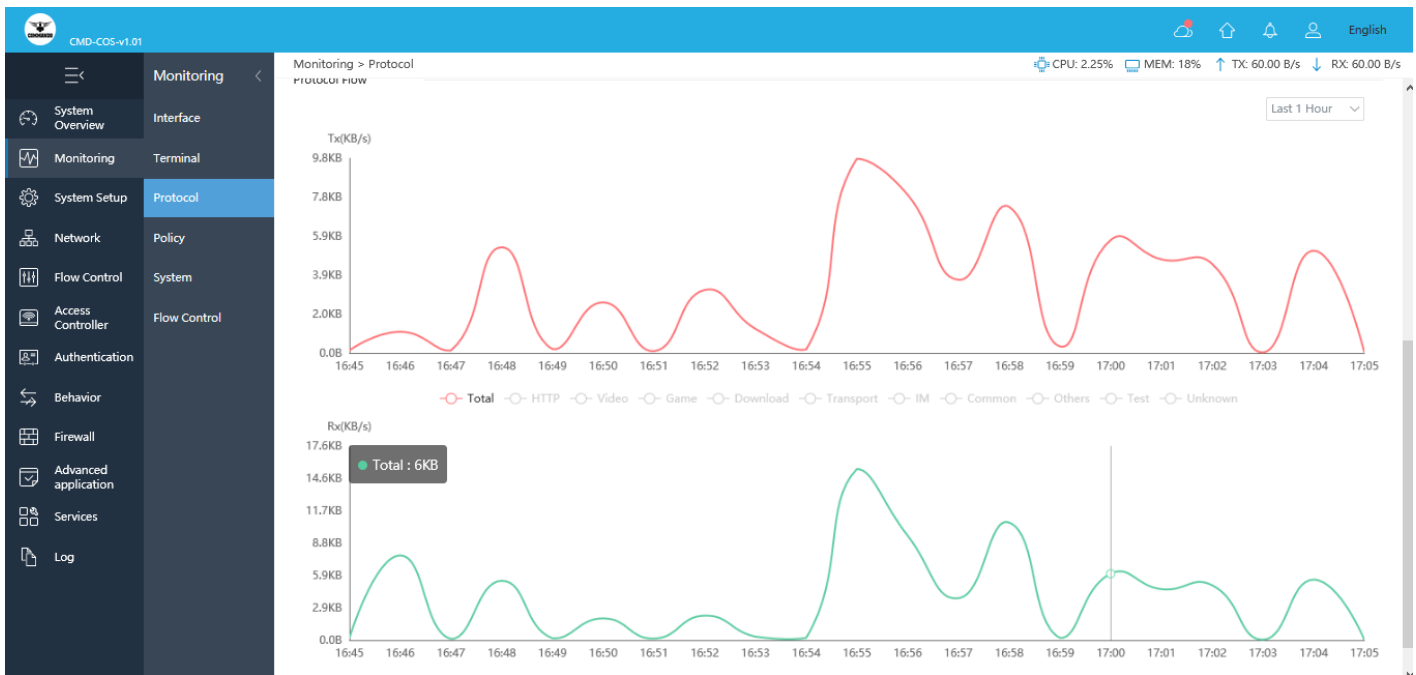 CMD-COS-v1.01
English
Monitoring
Monitoring > Protocol
CPU: 2.25%
MEM: 18%
TX: 60.00 B/s
RX: 60.00 B/s
System
Overview
Monitoring
System Setup
Network
Flow Control
Access
Controller
Authentication
Behavior
Firewall
Advanced
application
Services
Log
Interface
Terminal
Protocol
Policy
System
Flow Control
Protocol Flow
Last 1 Hour
Tx(KB/s)
9.8KB
7.8KB
5.9KB
3.9KB
2.0KB
0.0B
16:45 16:46 16:47 16:48 16:49 16:50 16:51 16:52 16:53 16:54 16:55 16:56 16:57 16:58 16:59 17:00 17:01 17:02 17:03 17:04 17:05
Total HTTP Video Game Download Transport IM Common Others Test Unknown
Rx(KB/s)
17.6KB
Total : 6KB
14.6KB
11.7KB
8.8KB
5.9KB
2.9KB
0.0B
16:45 16:46 16:47 16:48 16:49 16:50 16:51 16:52 16:53 16:54 16:55 16:56 16:57 16:58 16:59 17:00 17:01 17:02 17:03 17:04 17:05